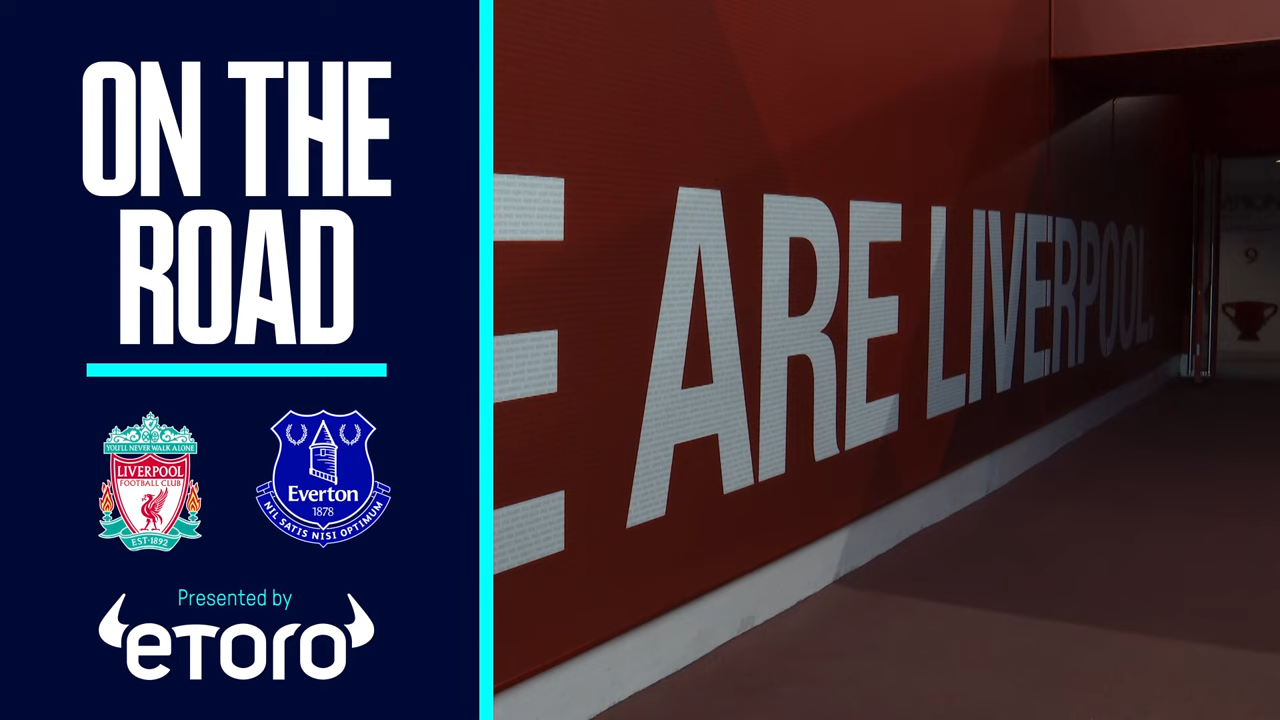 ON THE
ROAD
YOU'LL NEVER WALK ALONE
LIVERPOOL
FOOTBALL CLUB
EST·1892
Everton
1878
NIL SATIS NISI OPTIMUM
Presented by
eToro
E ARE LIVERPOOL.
9